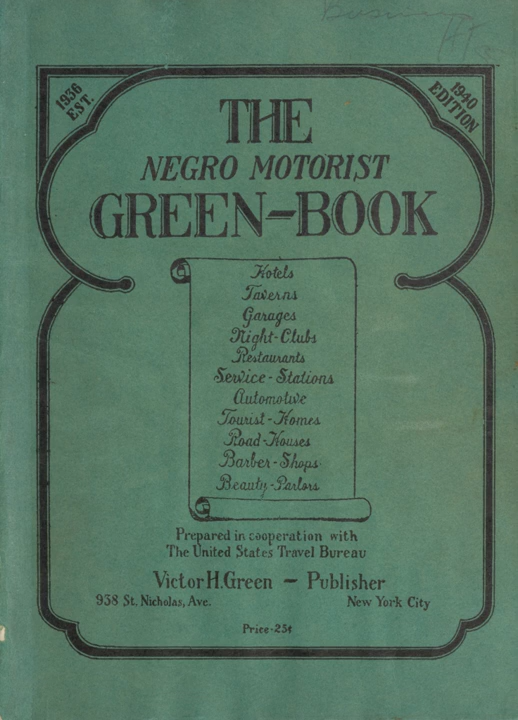 1936
EST.
1940
EDITION
THE
NEGRO MOTORIST
GREEN-BOOK
Hotels
Taverns
Garages
Night-Clubs
Restaurants
Service-Stations
Automotive
Tourist-Homes
Road-Houses
Barber-Shops
Beauty-Parlors
Prepared in cooperation with
The United States Travel Bureau
Victor H. Green — Publisher
938 St. Nicholas, Ave. New York City
Price-25¢